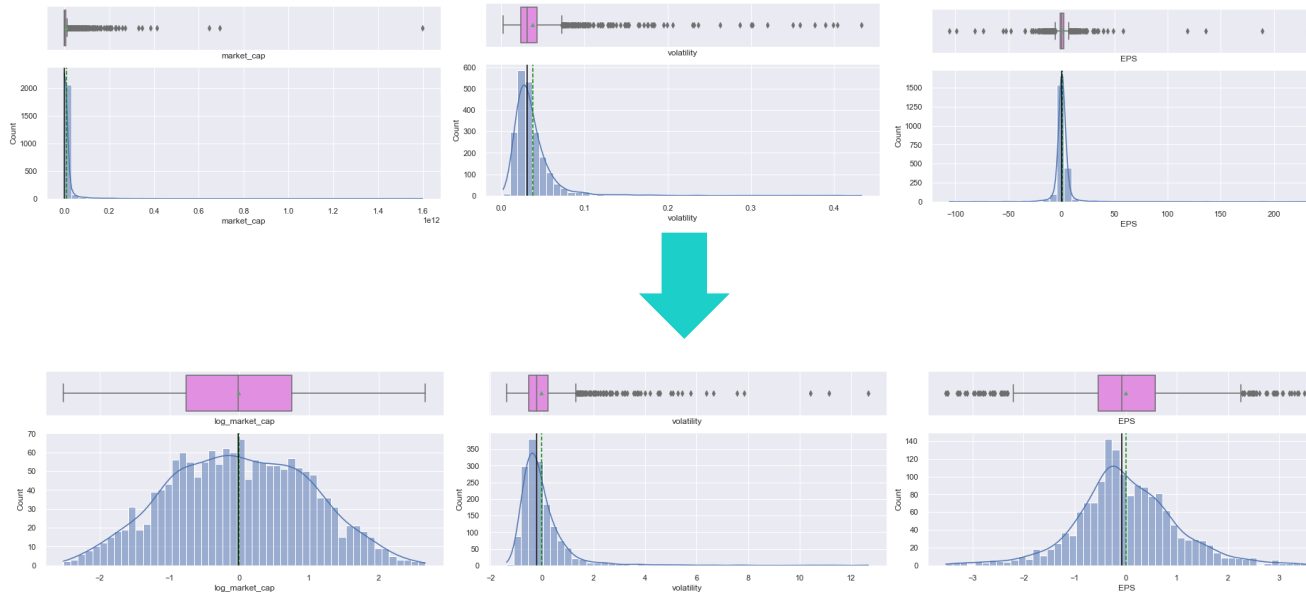 market_cap
Count
2000
1500
1000
500
0
0.0 0.2 0.4 0.6 0.8 1.0 1.2 1.4 1.6
1e12
market_cap
volatility
Count
600
500
400
300
200
100
0
0.0 0.1 0.2 0.3 0.4
volatility
EPS
Count
1500
1250
1000
750
500
250
0
−100 −50 0 50 100 150 200
EPS
log_market_cap
Count
70
60
50
40
30
20
10
0
−2 −1 0 1 2
log_market_cap
volatility
Count
350
300
250
200
150
100
50
0
−2 0 2 4 6 8 10 12
volatility
EPS
Count
140
120
100
80
60
40
20
0
−3 −2 −1 0 1 2 3
EPS